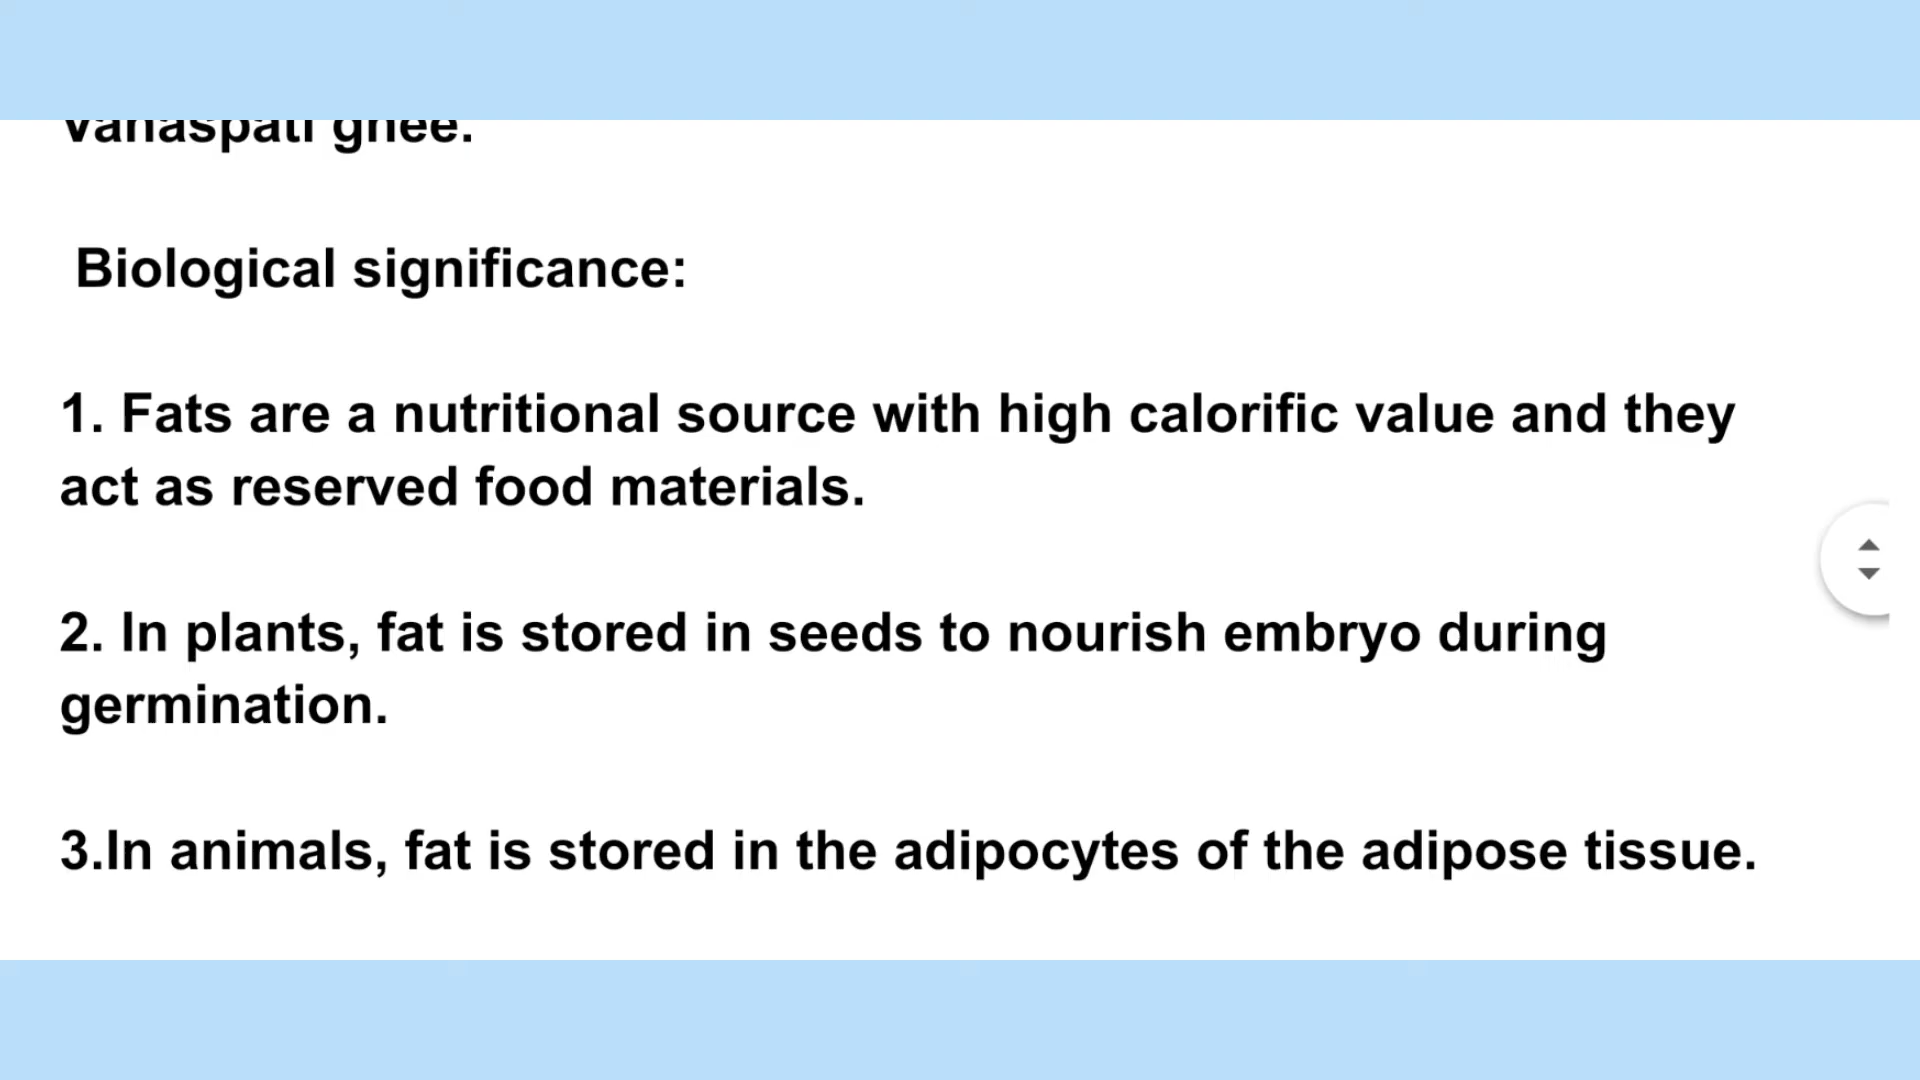 vanaspati ghee.
Biological significance:
1. Fats are a nutritional source with high calorific value and they
act as reserved food materials.
2. In plants, fat is stored in seeds to nourish embryo during
germination.
3.In animals, fat is stored in the adipocytes of the adipose tissue.